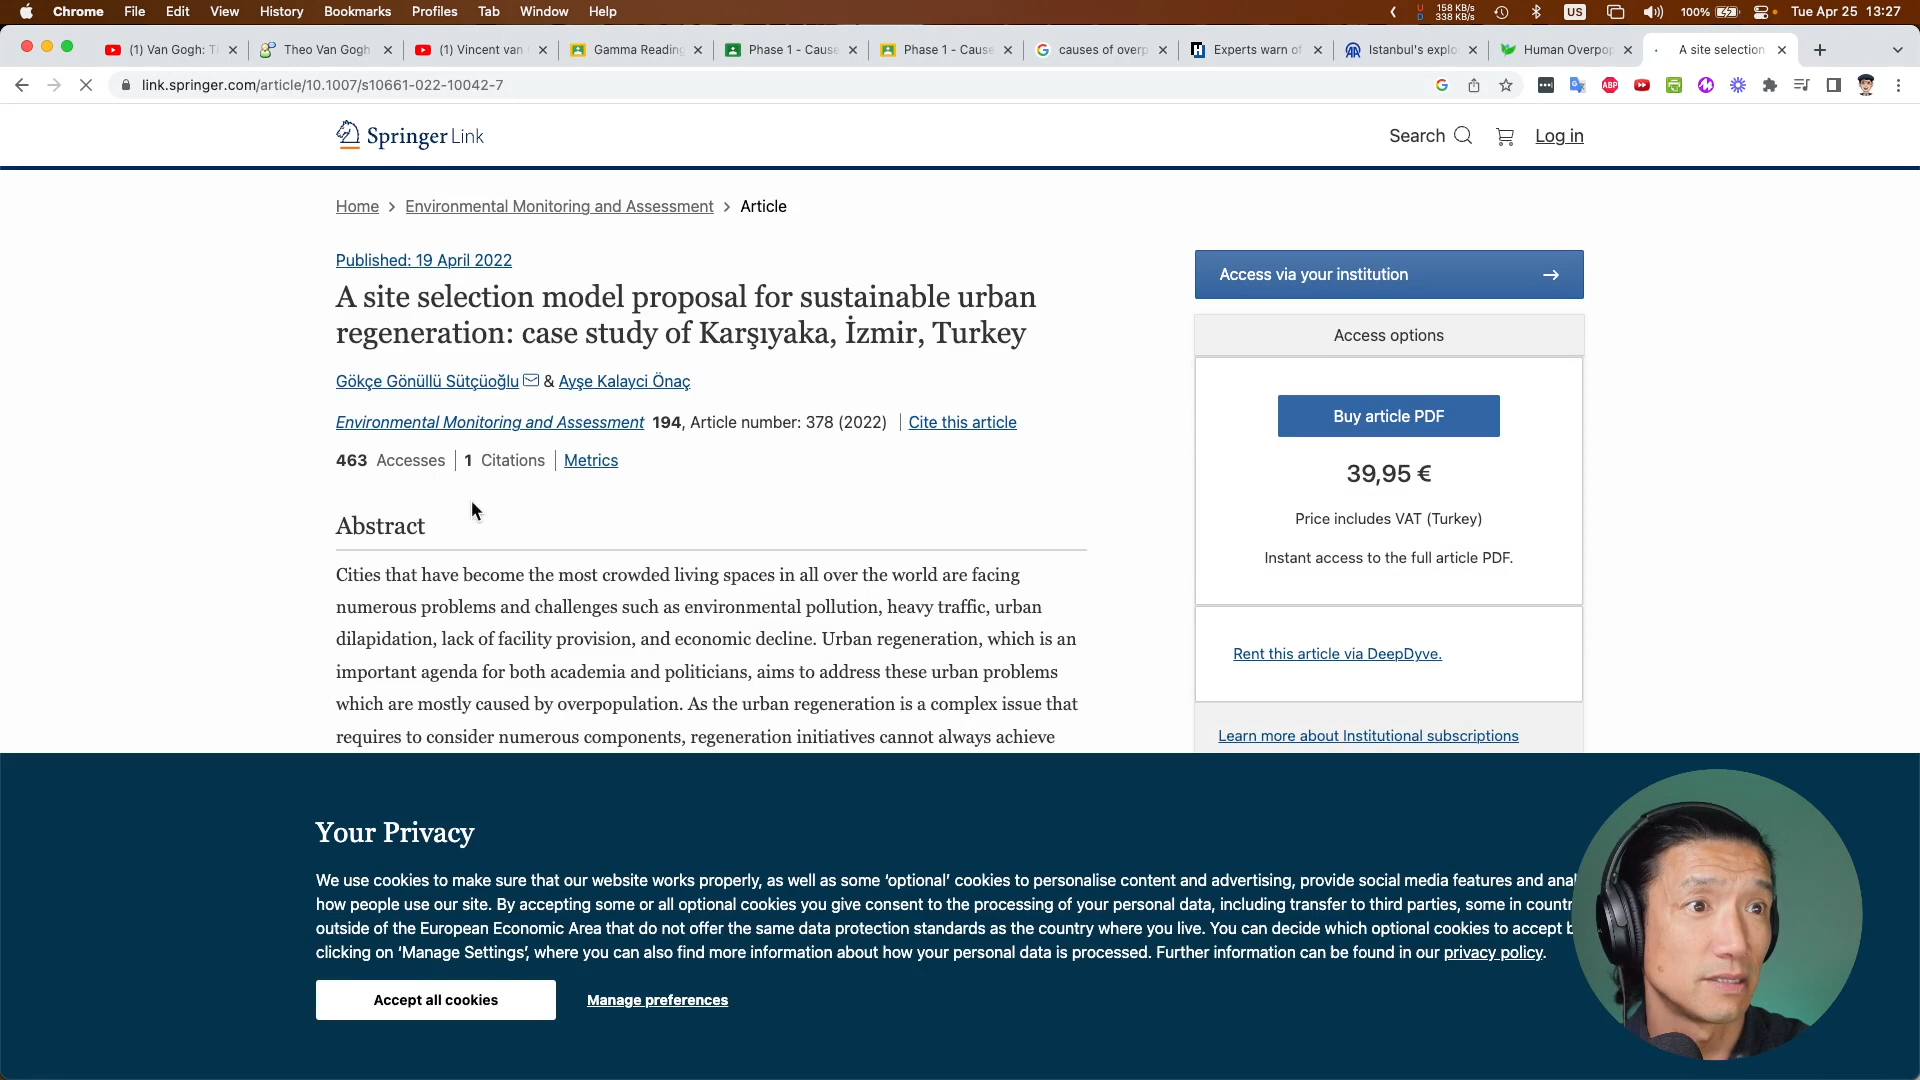 Chrome File Edit View History Bookmarks Profiles Tab Window Help
U 158 KB/s
D 338 KB/s
US
100%
Tue Apr 25 13:27
(1) Van Gogh: T
Theo Van Gogh
(1) Vincent van
Gamma Reading
Phase 1 - Cause
Phase 1 - Cause
causes of overp
Experts warn of
Istanbul's explo
Human Overpop
A site selection
link.springer.com/article/10.1007/s10661-022-10042-7
ABP
Springer Link
Search
Log in
Home > Environmental Monitoring and Assessment > Article
Published: 19 April 2022
A site selection model proposal for sustainable urban
regeneration: case study of Karşıyaka, İzmir, Turkey
Gökçe Gönüllü Sütçüoğlu & Ayşe Kalayci Önaç
Environmental Monitoring and Assessment 194, Article number: 378 (2022) | Cite this article
463 Accesses | 1 Citations | Metrics
Abstract
Cities that have become the most crowded living spaces in all over the world are facing
numerous problems and challenges such as environmental pollution, heavy traffic, urban
dilapidation, lack of facility provision, and economic decline. Urban regeneration, which is an
important agenda for both academia and politicians, aims to address these urban problems
which are mostly caused by overpopulation. As the urban regeneration is a complex issue that
requires to consider numerous components, regeneration initiatives cannot always achieve
Access via your institution
Access options
Buy article PDF
39,95 €
Price includes VAT (Turkey)
Instant access to the full article PDF.
Rent this article via DeepDyve.
Learn more about Institutional subscriptions
Your Privacy
We use cookies to make sure that our website works properly, as well as some ‘optional’ cookies to personalise content and advertising, provide social media features and anal
how people use our site. By accepting some or all optional cookies you give consent to the processing of your personal data, including transfer to third parties, some in countr
outside of the European Economic Area that do not offer the same data protection standards as the country where you live. You can decide which optional cookies to accept b
clicking on ‘Manage Settings’, where you can also find more information about how your personal data is processed. Further information can be found in our privacy policy.
Accept all cookies
Manage preferences